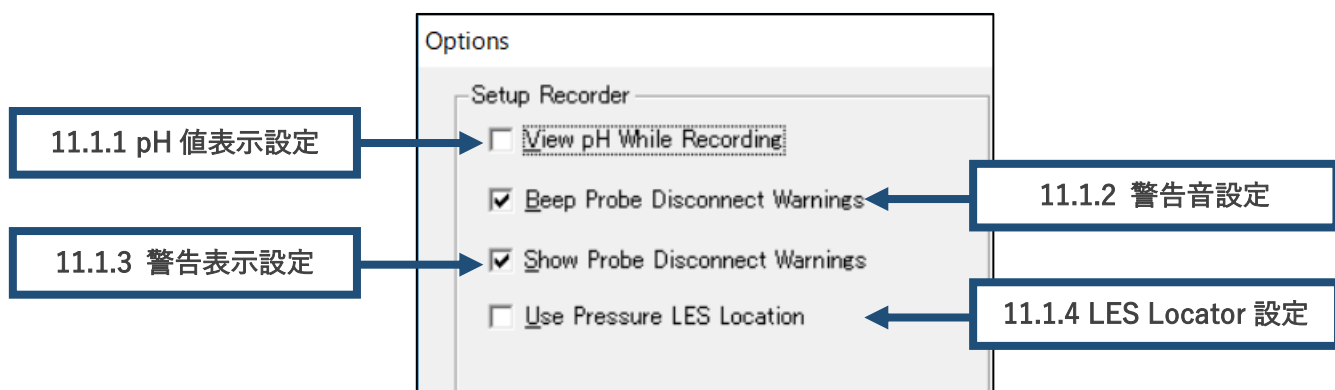 Options
Setup Recorder
11.1.1 pH 値表示設定
View pH While Recording
Beep Probe Disconnect Warnings
11.1.2 警告音設定
11.1.3 警告表示設定
Show Probe Disconnect Warnings
Use Pressure LES Location
11.1.4 LES Locator 設定